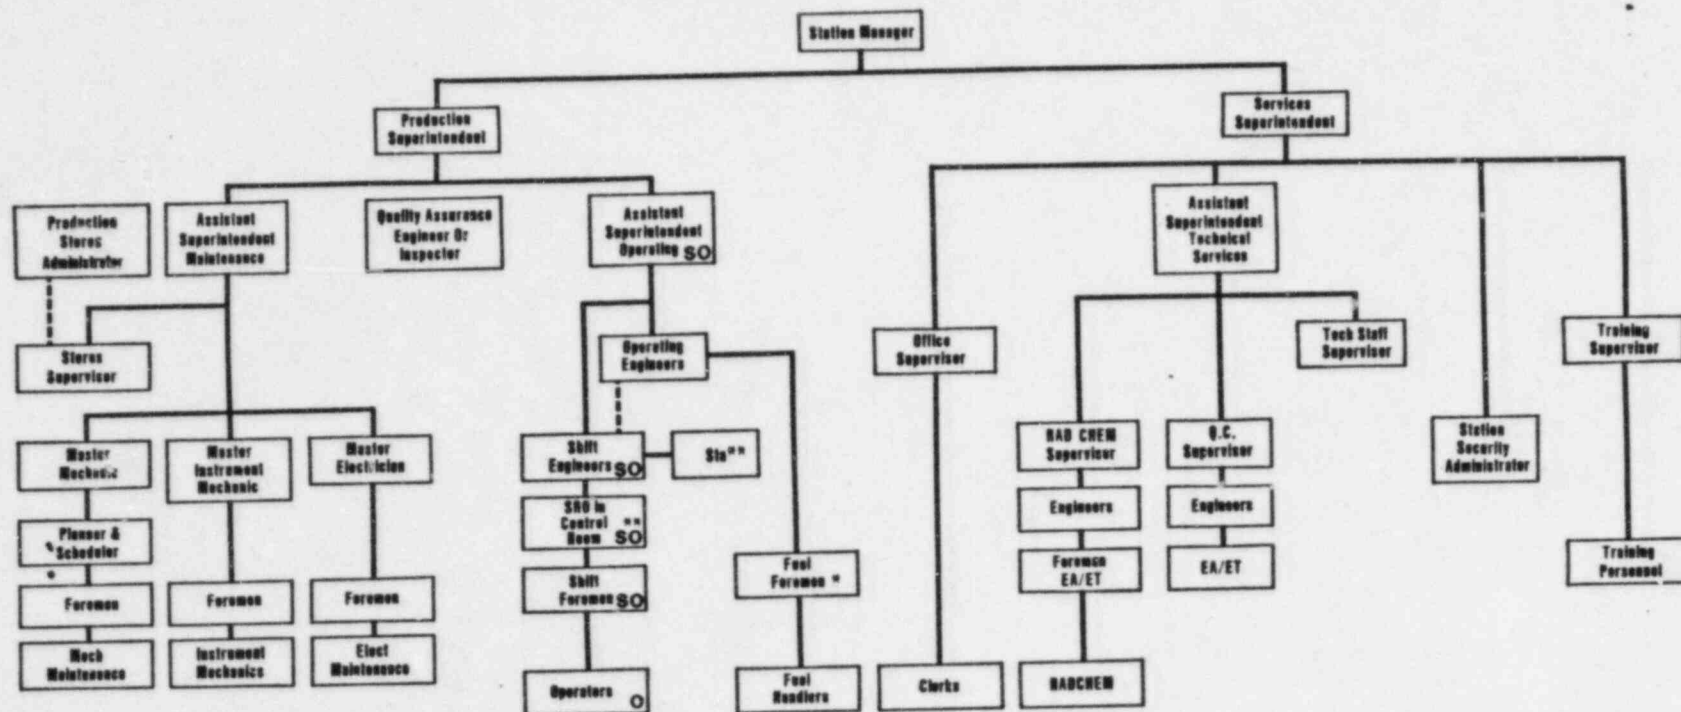 Station Manager
Production
Superintendent
Services
Superintendent
Production
Stores
Administrator
Assistant
Superintendent
Maintenance
Quality Assurance
Engineer Or
Inspector
Assistant
Superintendent
Operating SO
Assistant
Superintendent
Technical
Services
Stores
Supervisor
Operating
Engineers
Office
Supervisor
Tech Staff
Supervisor
Training
Supervisor
Master
Mechanic
Master
Instrument
Mechanic
Master
Electrician
Shift
Engineers SO
Sta**
RAD CHEM
Supervisor
Q.C.
Supervisor
Station
Security
Administrator
Planner &
Scheduler
SRO in
Control **
Room SO
Engineers
Engineers
Foremen
Foremen
Foremen
Shift
Foremen SO
Fuel
Foremen *
Foremen
EA/ET
EA/ET
Training
Personnel
Mech
Maintenance
Instrument
Mechanics
Elect
Maintenance
Operators O
Fuel
Handlers
Clerks
RADCHEM